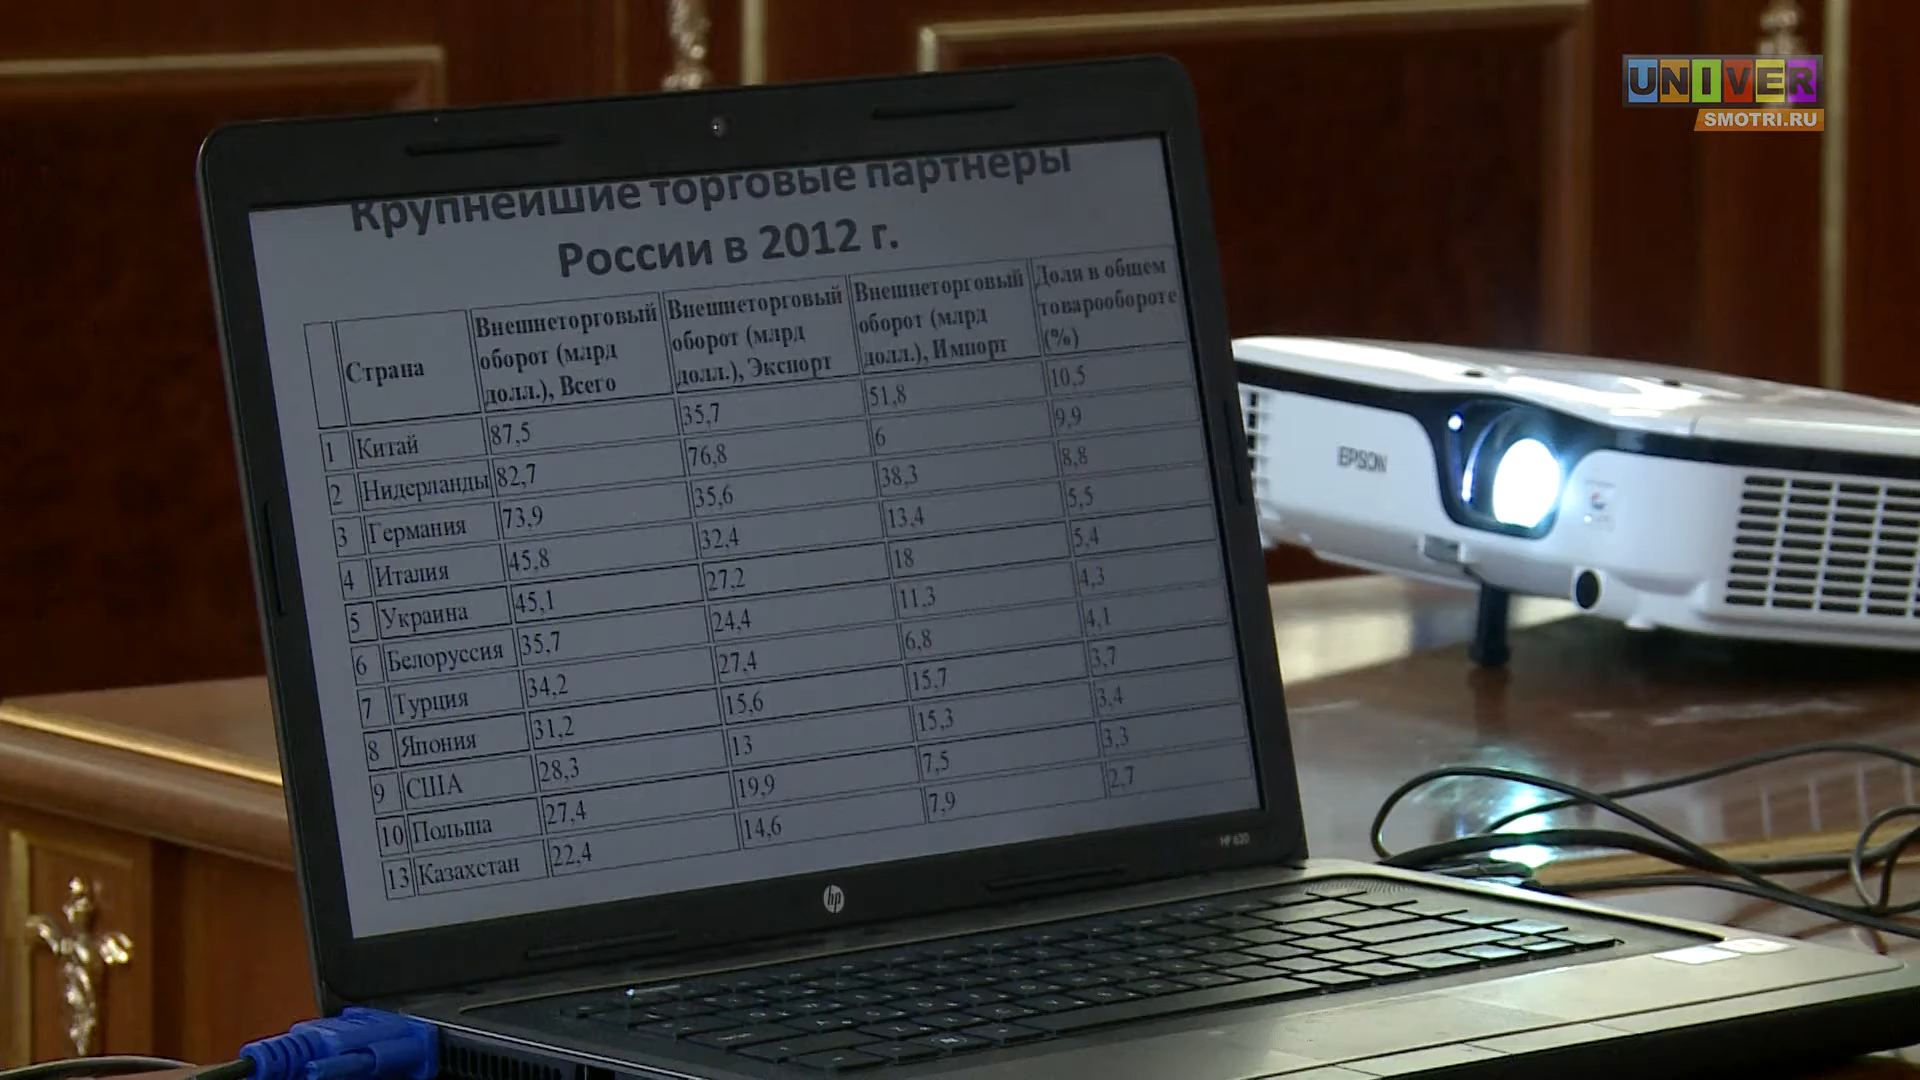 UNIVER
SMOTRI.RU
Крупнейшие торговые партнеры
России в 2012 г.
Страна Внешнеторговый оборот (млрд долл.), Всего Внешнеторговый оборот (млрд долл.), Экспорт Внешнеторговый оборот (млрд долл.), Импорт Доля в общем товарообороте (%)
1 Китай 87,5 35,7 51,8 10,5
2 Нидерланды 82,7 76,8 6 9,9
3 Германия 73,9 35,6 38,3 8,8
4 Италия 45,8 32,4 13,4 5,5
5 Украина 45,1 27,2 18 5,4
6 Белоруссия 35,7 24,4 11,3 4,3
7 Турция 34,2 27,4 6,8 4,1
8 Япония 31,2 15,6 15,7 3,7
9 США 28,3 13 15,3 3,4
10 Польша 27,4 19,9 7,5 3,3
13 Казахстан 22,4 14,6 7,9 2,7
EPSON
HP 630
hp